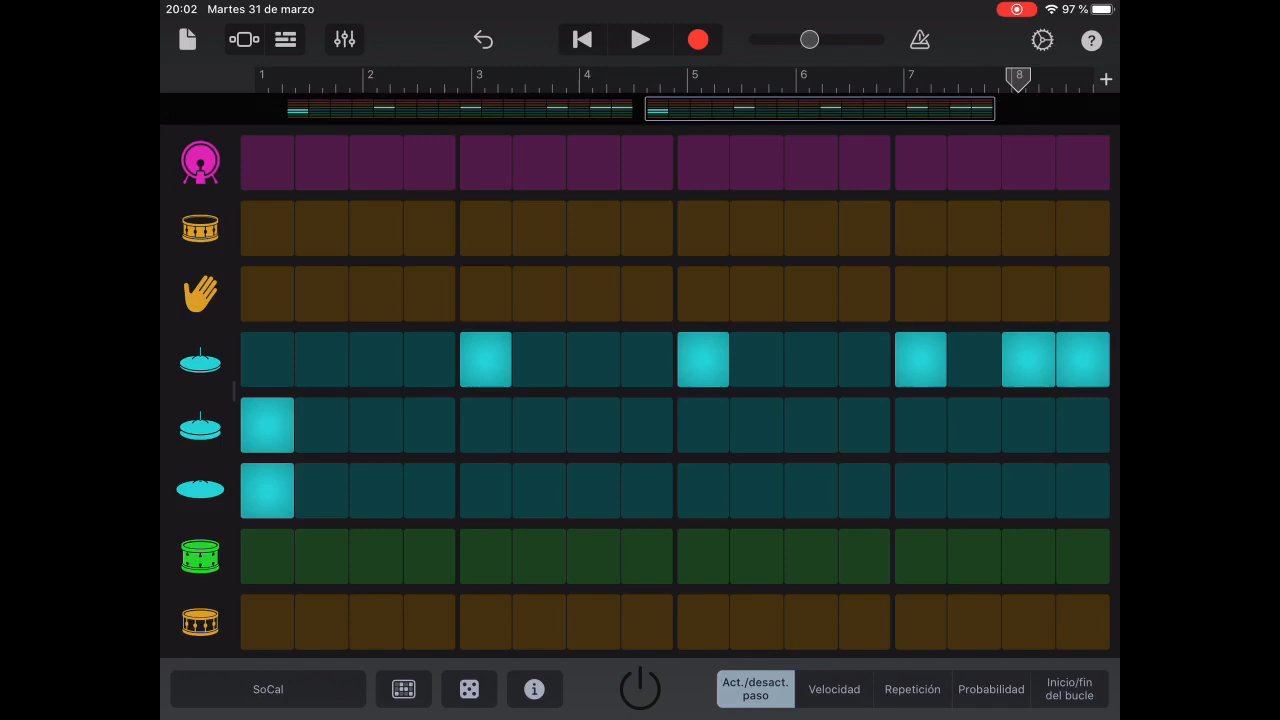 20:02 Martes 31 de marzo
97 %
1 2 3 4 5 6 7 8 +
SoCal
Act./desact. paso
Velocidad
Repetición
Probabilidad
Inicio/fin del bucle